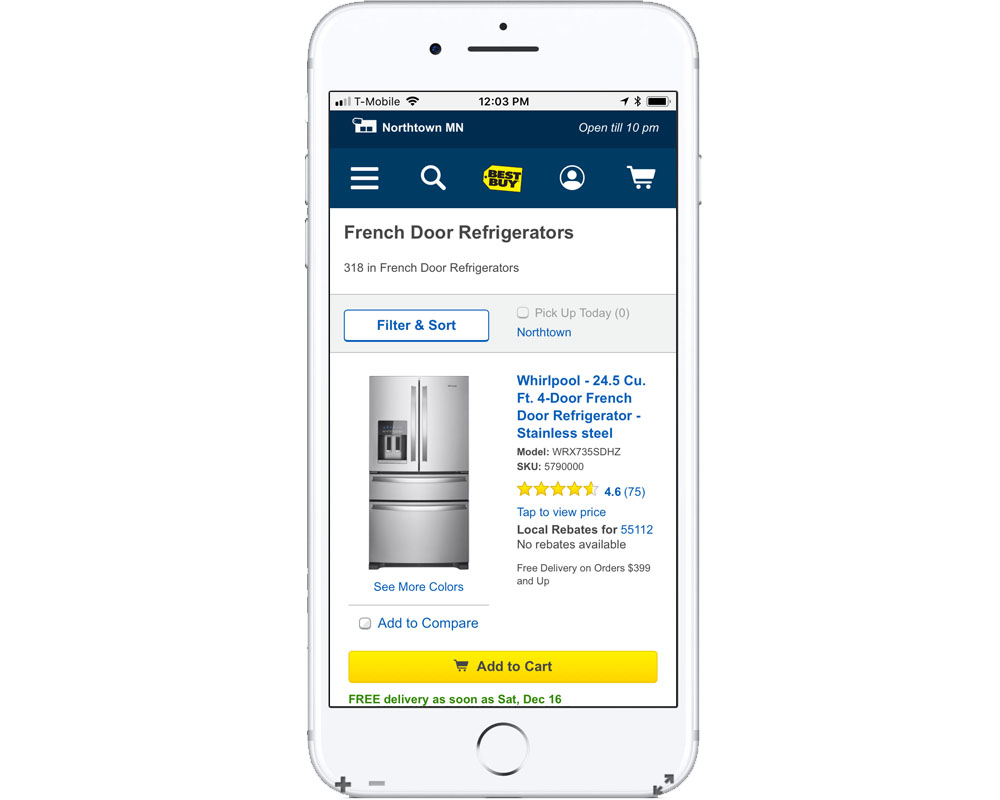 T-Mobile 12:03 PM
Northtown MN Open till 10 pm
BEST BUY
French Door Refrigerators
318 in French Door Refrigerators
Filter & Sort
Pick Up Today (0)
Northtown
Whirlpool - 24.5 Cu.
Ft. 4-Door French
Door Refrigerator -
Stainless steel
Model: WRX735SDHZ
SKU: 5790000
4.6 (75)
Tap to view price
Local Rebates for 55112
No rebates available
Free Delivery on Orders $399
and Up
See More Colors
Add to Compare
Add to Cart
FREE delivery as soon as Sat, Dec 16